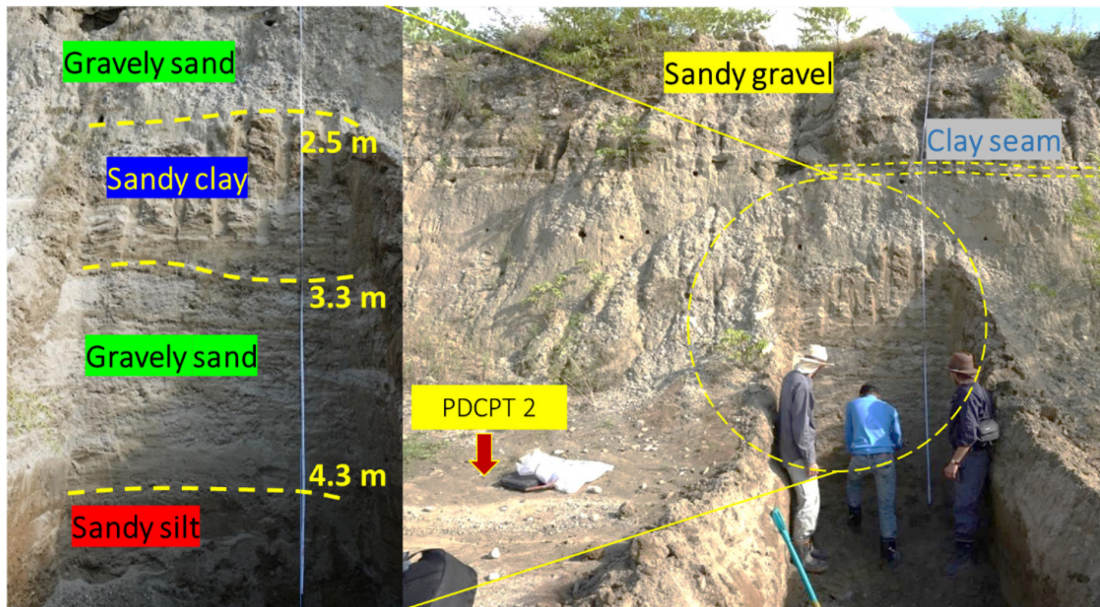 Gravely sand
2.5 m
Sandy clay
3.3 m
Gravely sand
4.3 m
Sandy silt
Sandy gravel
Clay seam
PDCPT 2